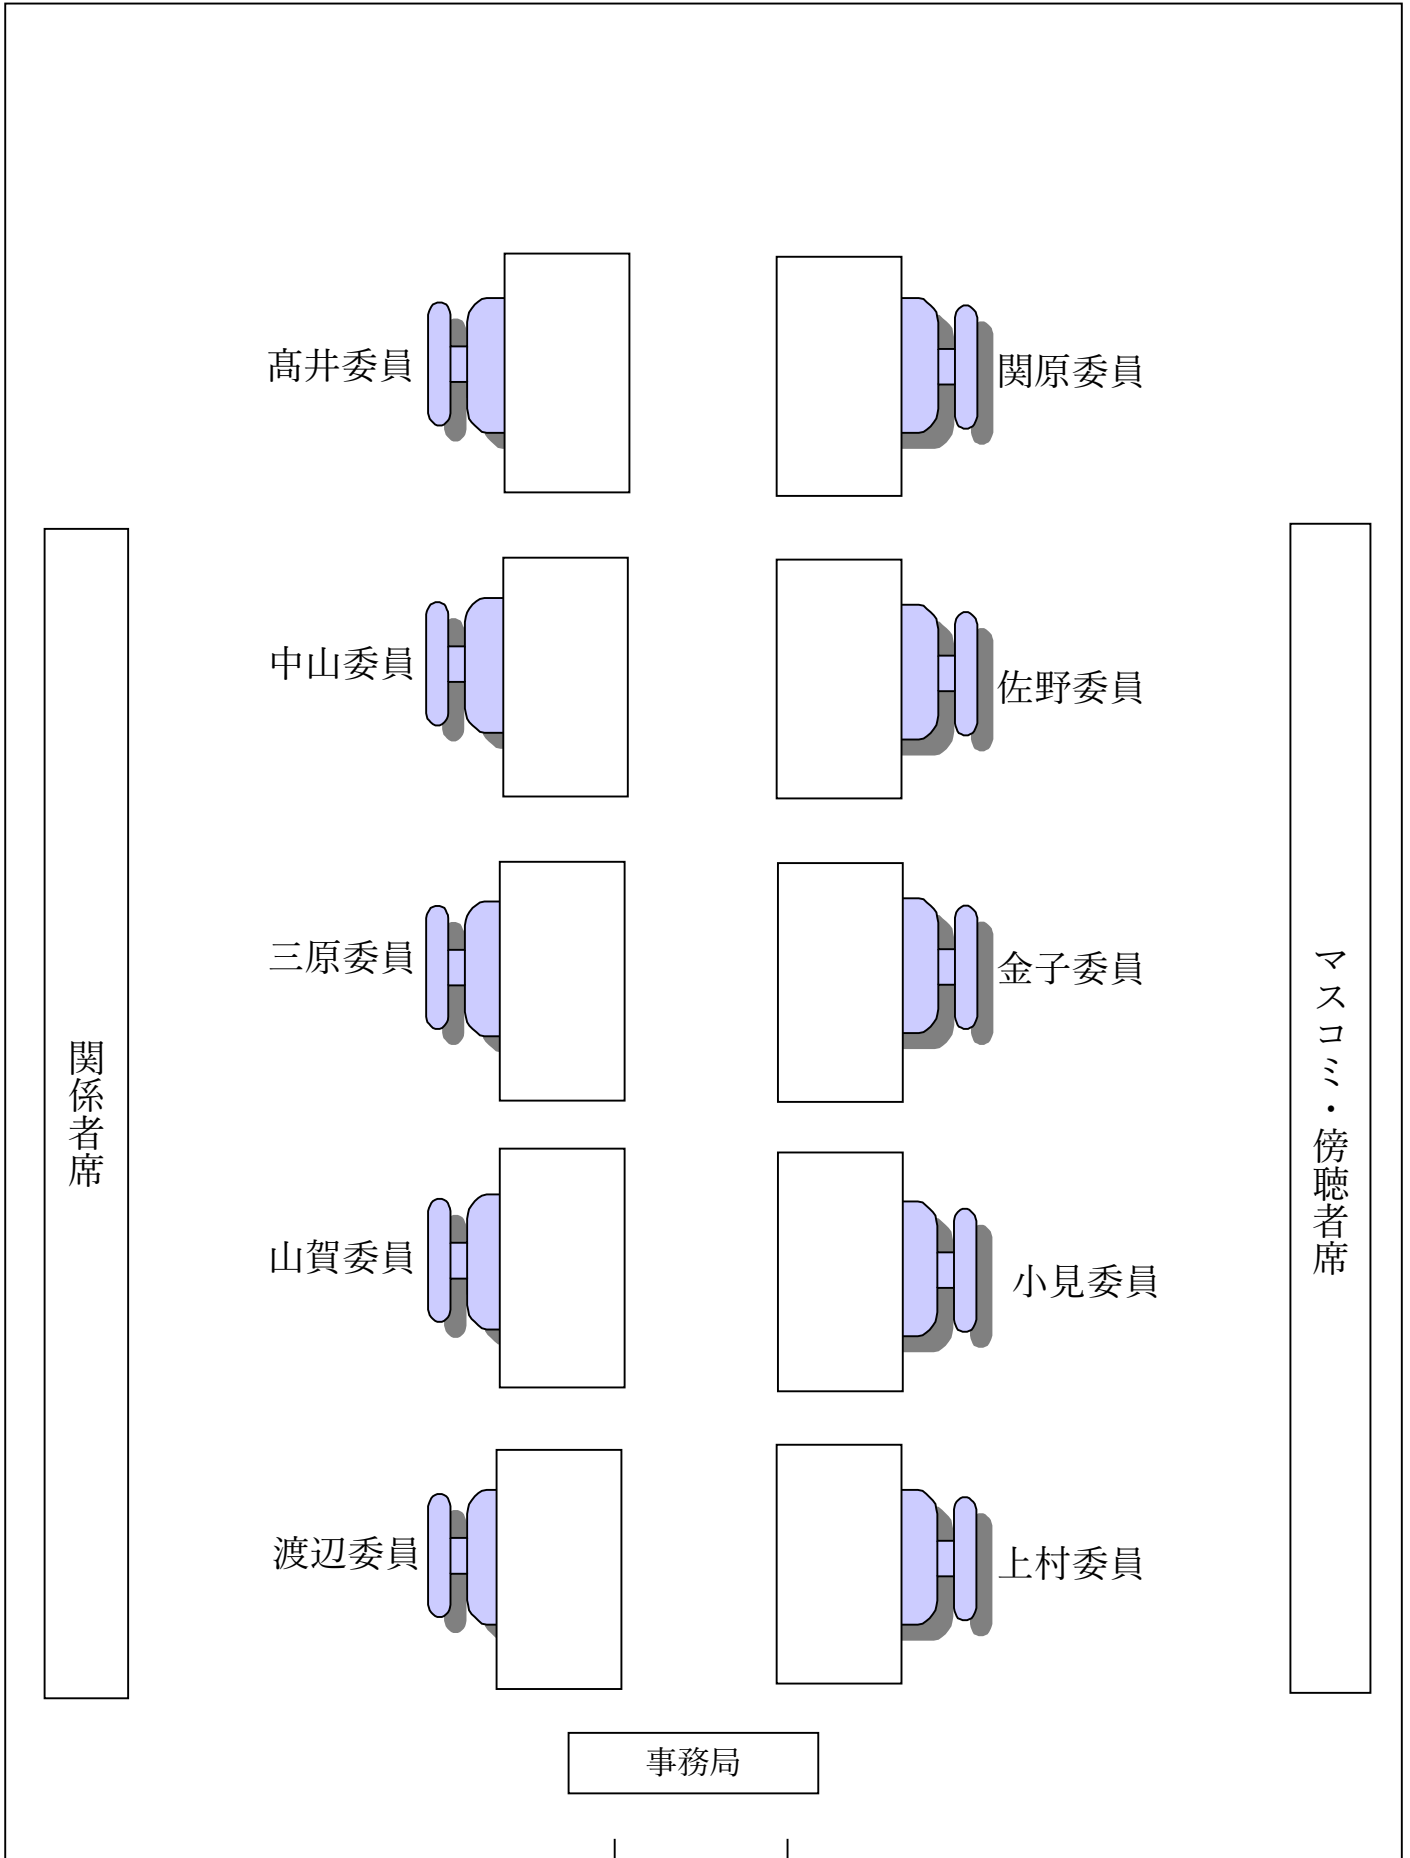 髙井委員
関原委員
中山委員
佐野委員
三原委員
金子委員
山賀委員
小見委員
渡辺委員
上村委員
関係者席
マスコミ・傍聴者席
事務局